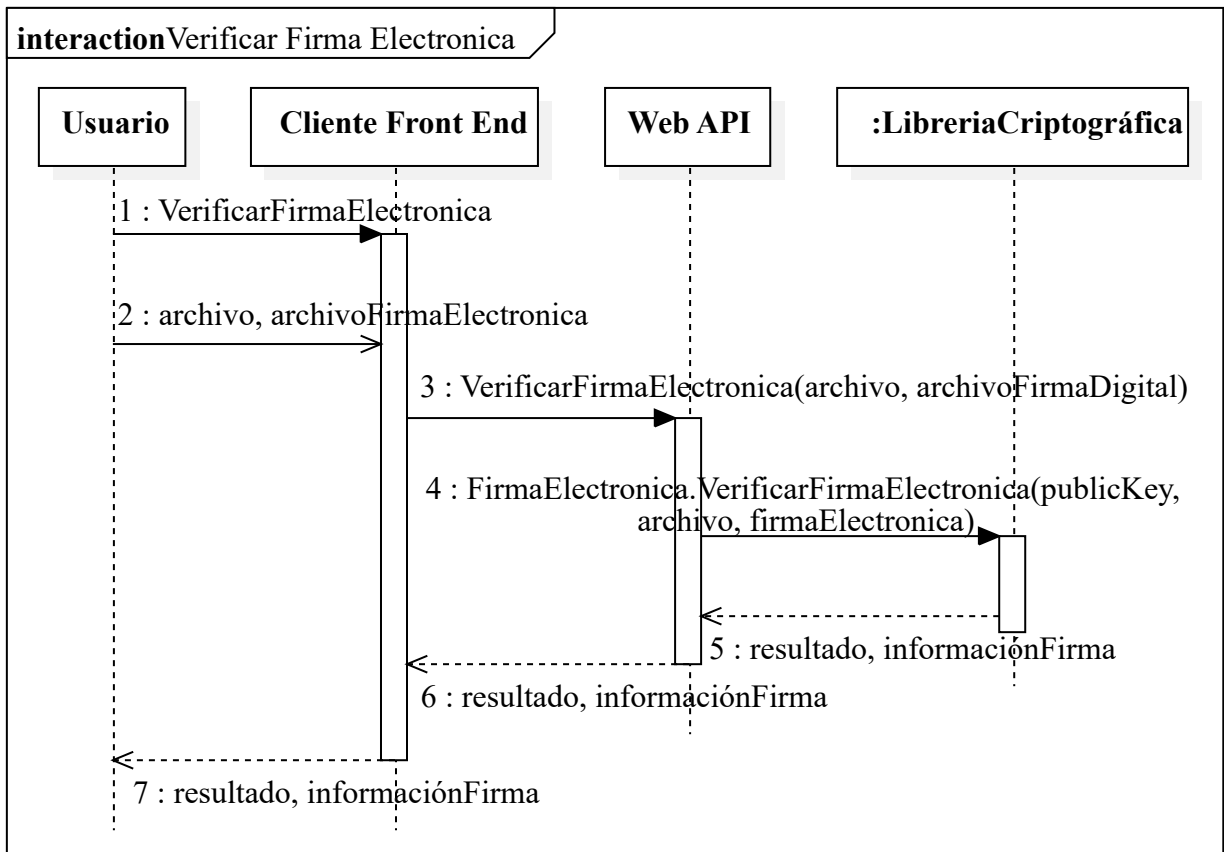 interactionVerificar Firma Electronica
Usuario
Cliente Front End
Web API
:LibreriaCriptográfica
1 : VerificarFirmaElectronica
2 : archivo, archivoFirmaElectronica
3 : VerificarFirmaElectronica(archivo, archivoFirmaDigital)
4 : FirmaElectronica.VerificarFirmaElectronica(publicKey,
archivo, firmaElectronica)
5 : resultado, informaciónFirma
6 : resultado, informaciónFirma
7 : resultado, informaciónFirma